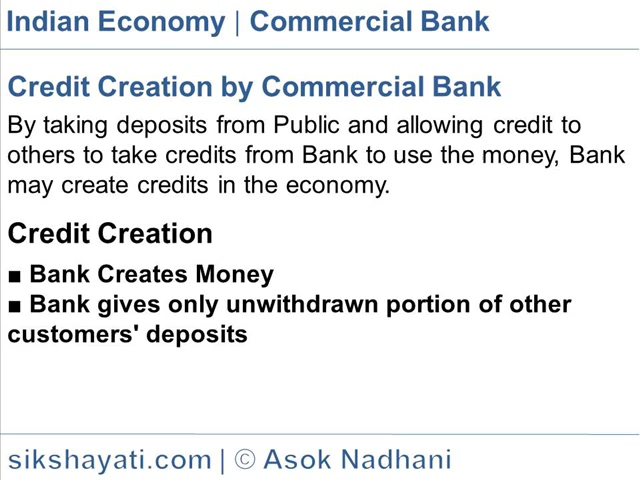 Indian Economy | Commercial Bank
Credit Creation by Commercial Bank
By taking deposits from Public and allowing credit to
others to take credits from Bank to use the money, Bank
may create credits in the economy.
Credit Creation
■ Bank Creates Money
■ Bank gives only unwithdrawn portion of other
customers' deposits
sikshayati.com | © Asok Nadhani